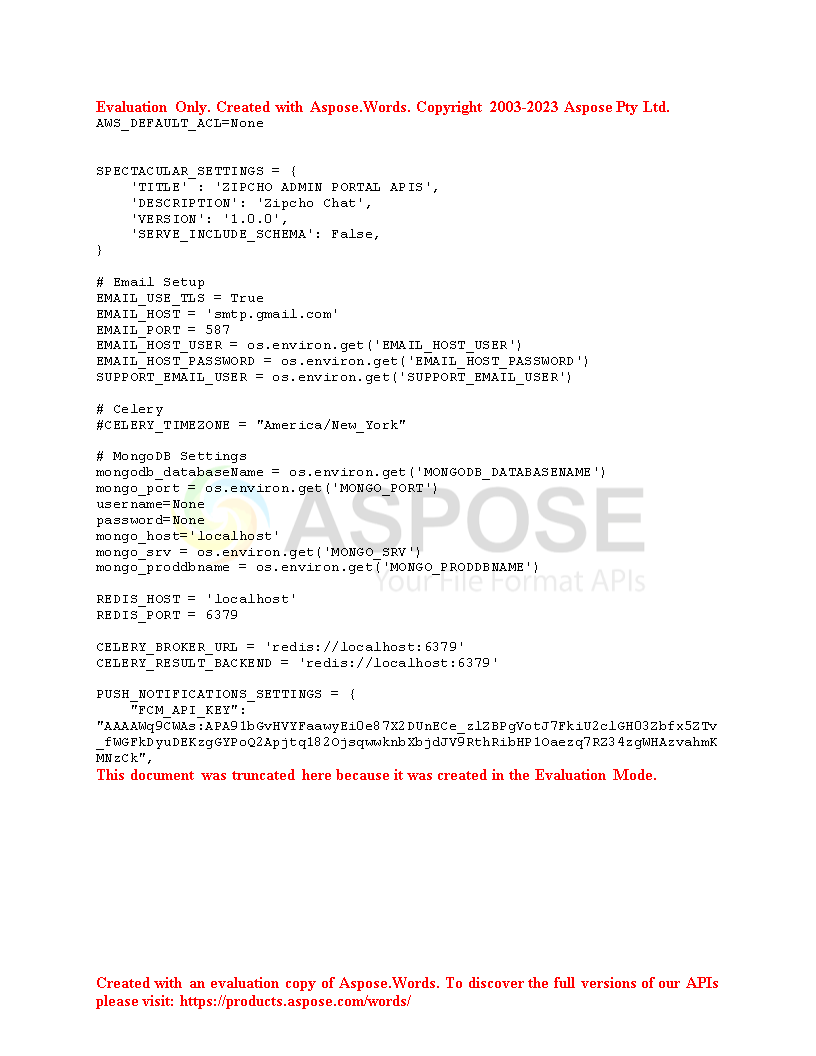 Evaluation Only. Created with Aspose.Words. Copyright 2003-2023 Aspose Pty Ltd.
AWS_DEFAULT_ACL=None
SPECTACULAR_SETTINGS = {
    'TITLE' : 'ZIPCHO ADMIN PORTAL APIS',
    'DESCRIPTION': 'Zipcho Chat',
    'VERSION': '1.0.0',
    'SERVE_INCLUDE_SCHEMA': False,
}
# Email Setup
EMAIL_USE_TLS = True
EMAIL_HOST = 'smtp.gmail.com'
EMAIL_PORT = 587
EMAIL_HOST_USER = os.environ.get('EMAIL_HOST_USER')
EMAIL_HOST_PASSWORD = os.environ.get('EMAIL_HOST_PASSWORD')
SUPPORT_EMAIL_USER = os.environ.get('SUPPORT_EMAIL_USER')
# Celery
#CELERY_TIMEZONE = "America/New_York"
# MongoDB Settings
mongodb_databaseName = os.environ.get('MONGODB_DATABASENAME')
mongo_port = os.environ.get('MONGO_PORT')
username=None
password=None
mongo_host='localhost'
mongo_srv = os.environ.get('MONGO_SRV')
mongo_proddbname = os.environ.get('MONGO_PRODDBNAME')
ASPOSE
Your File Format APIs
REDIS_HOST = 'localhost'
REDIS_PORT = 6379
CELERY_BROKER_URL = 'redis://localhost:6379'
CELERY_RESULT_BACKEND = 'redis://localhost:6379'
PUSH_NOTIFICATIONS_SETTINGS = {
    "FCM_API_KEY":
"AAAAWq9CWAs:APA91bGvHVYFaawyEi0e87X2DUnECe_zlZBPgVotJ7FkiU2clGH03Zbfx5ZTv
_fWGFkDyuDEKzgGYPoQ2Apjtq182OjsqwwknbXbjdJV9RthRibHP1Oaezq7RZ34zgWHAzvahmK
MNzCk",
This document was truncated here because it was created in the Evaluation Mode.
Created with an evaluation copy of Aspose.Words. To discover the full versions of our APIs
please visit: https://products.aspose.com/words/